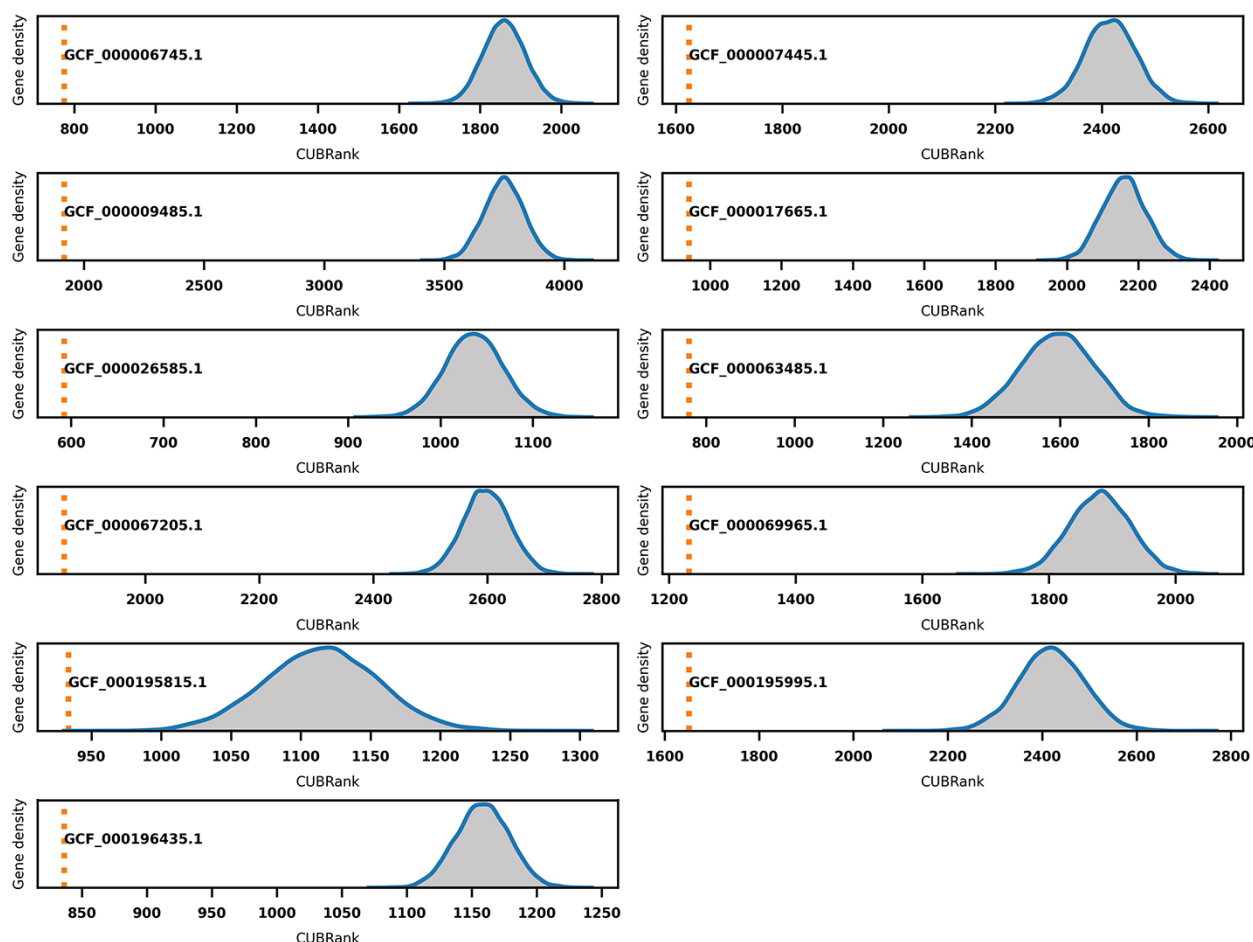 Gene density
GCF_000006745.1
800 1000 1200 1400 1600 1800 2000
CUBRank
Gene density
GCF_000007445.1
1600 1800 2000 2200 2400 2600
CUBRank
Gene density
GCF_000009485.1
2000 2500 3000 3500 4000
CUBRank
Gene density
GCF_000017665.1
1000 1200 1400 1600 1800 2000 2200 2400
CUBRank
Gene density
GCF_000026585.1
600 700 800 900 1000 1100
CUBRank
Gene density
GCF_000063485.1
800 1000 1200 1400 1600 1800 2000
CUBRank
Gene density
GCF_000067205.1
2000 2200 2400 2600 2800
CUBRank
Gene density
GCF_000069965.1
1200 1400 1600 1800 2000
CUBRank
Gene density
GCF_000195815.1
950 1000 1050 1100 1150 1200 1250 1300
CUBRank
Gene density
GCF_000195995.1
1600 1800 2000 2200 2400 2600 2800
CUBRank
Gene density
GCF_000196435.1
850 900 950 1000 1050 1100 1150 1200 1250
CUBRank